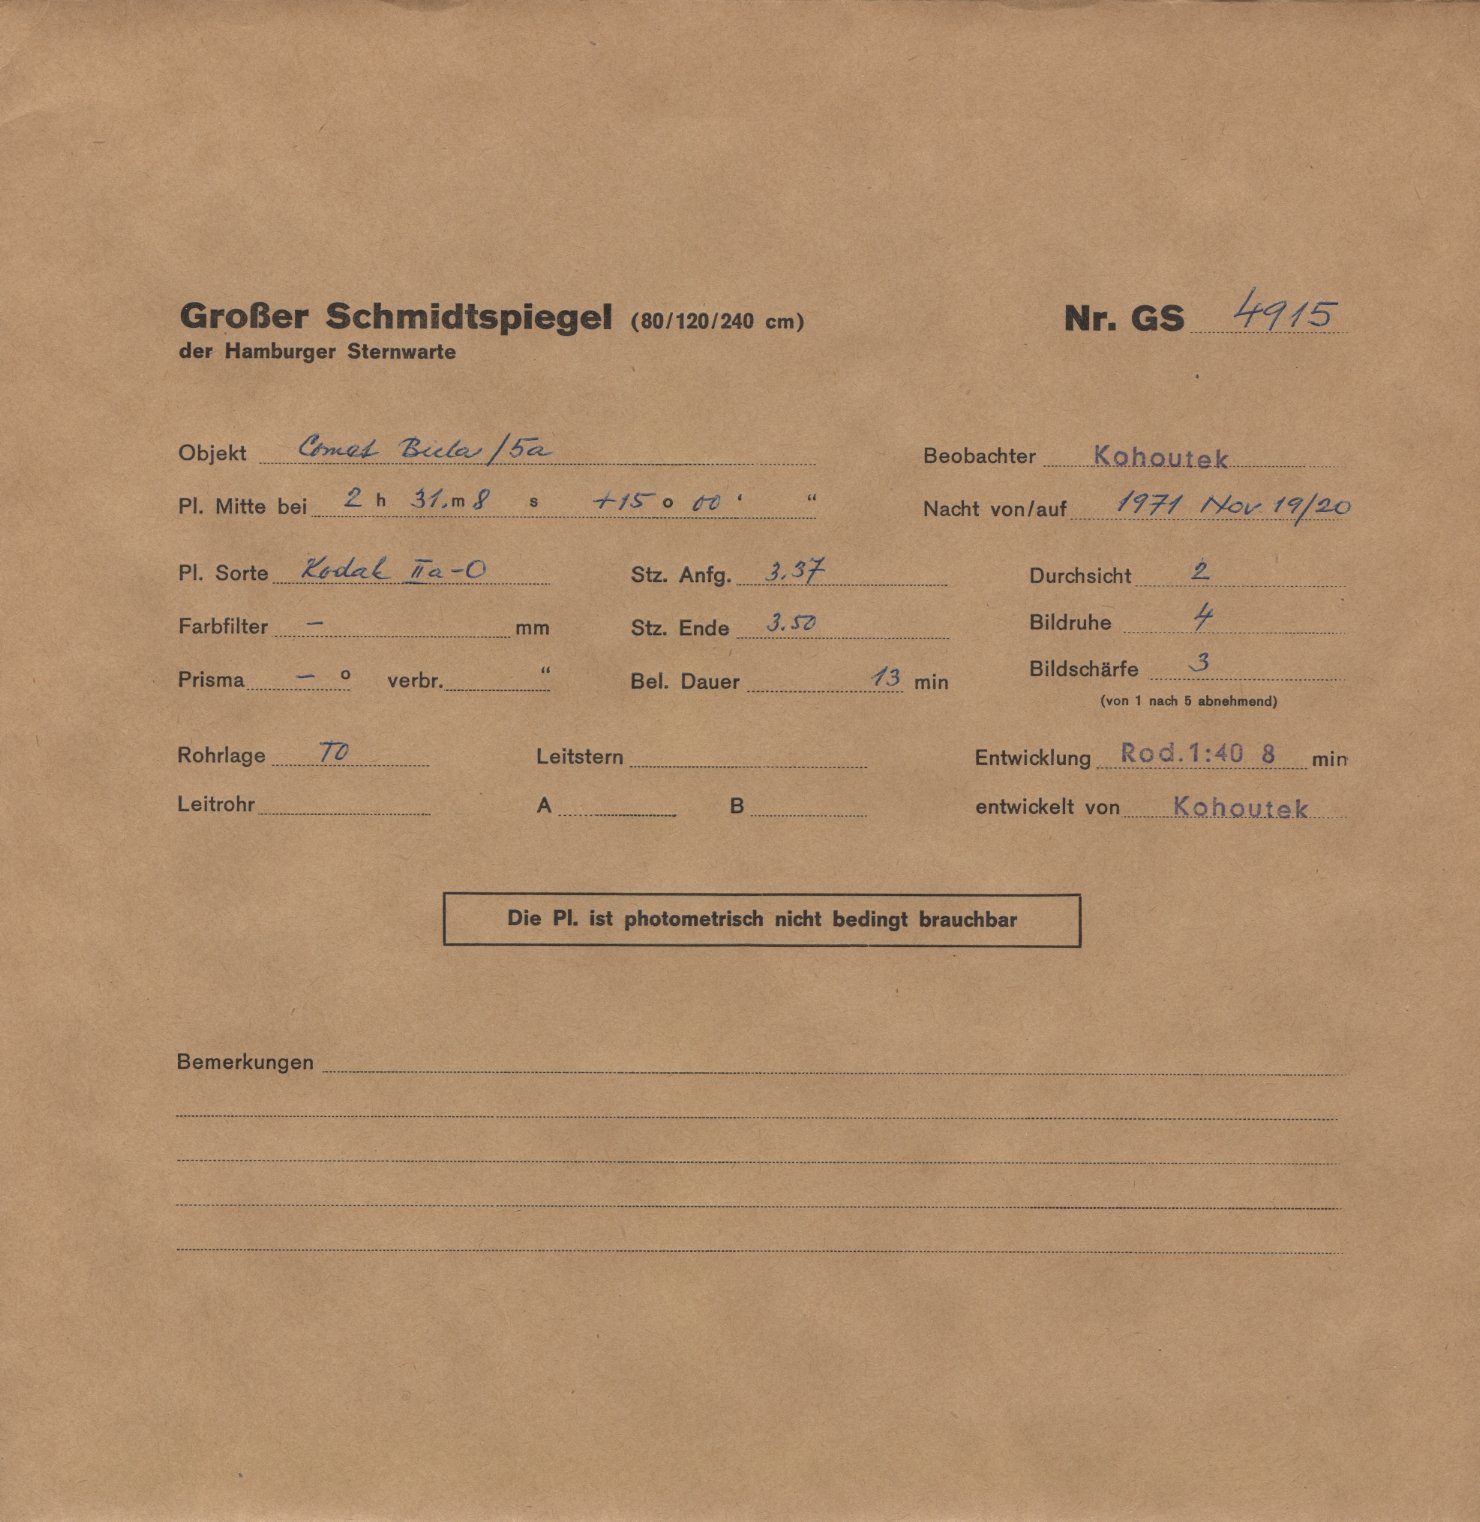 Großer Schmidtspiegel (80/120/240 cm) Nr. GS 4915
der Hamburger Sternwarte
Objekt Comet Biela/5a Beobachter Kohoutek
Pl. Mitte bei 2 h 31. m 8 s +15 o 00 ‘ “ Nacht von/auf 1971 Nov 19/20
Pl. Sorte Kodak IIa-O Stz. Anfg. 3.37 Durchsicht 2
Farbfilter – mm Stz. Ende 3.50 Bildruhe 4
Prisma – o verbr. “ Bel. Dauer 13 min Bildschärfe 3
(von 1 nach 5 abnehmend)
Rohrlage TO Leitstern Entwicklung Rod.1:40 8 min
Leitrohr A B entwickelt von Kohoutek
Die Pl. ist photometrisch nicht bedingt brauchbar
Bemerkungen